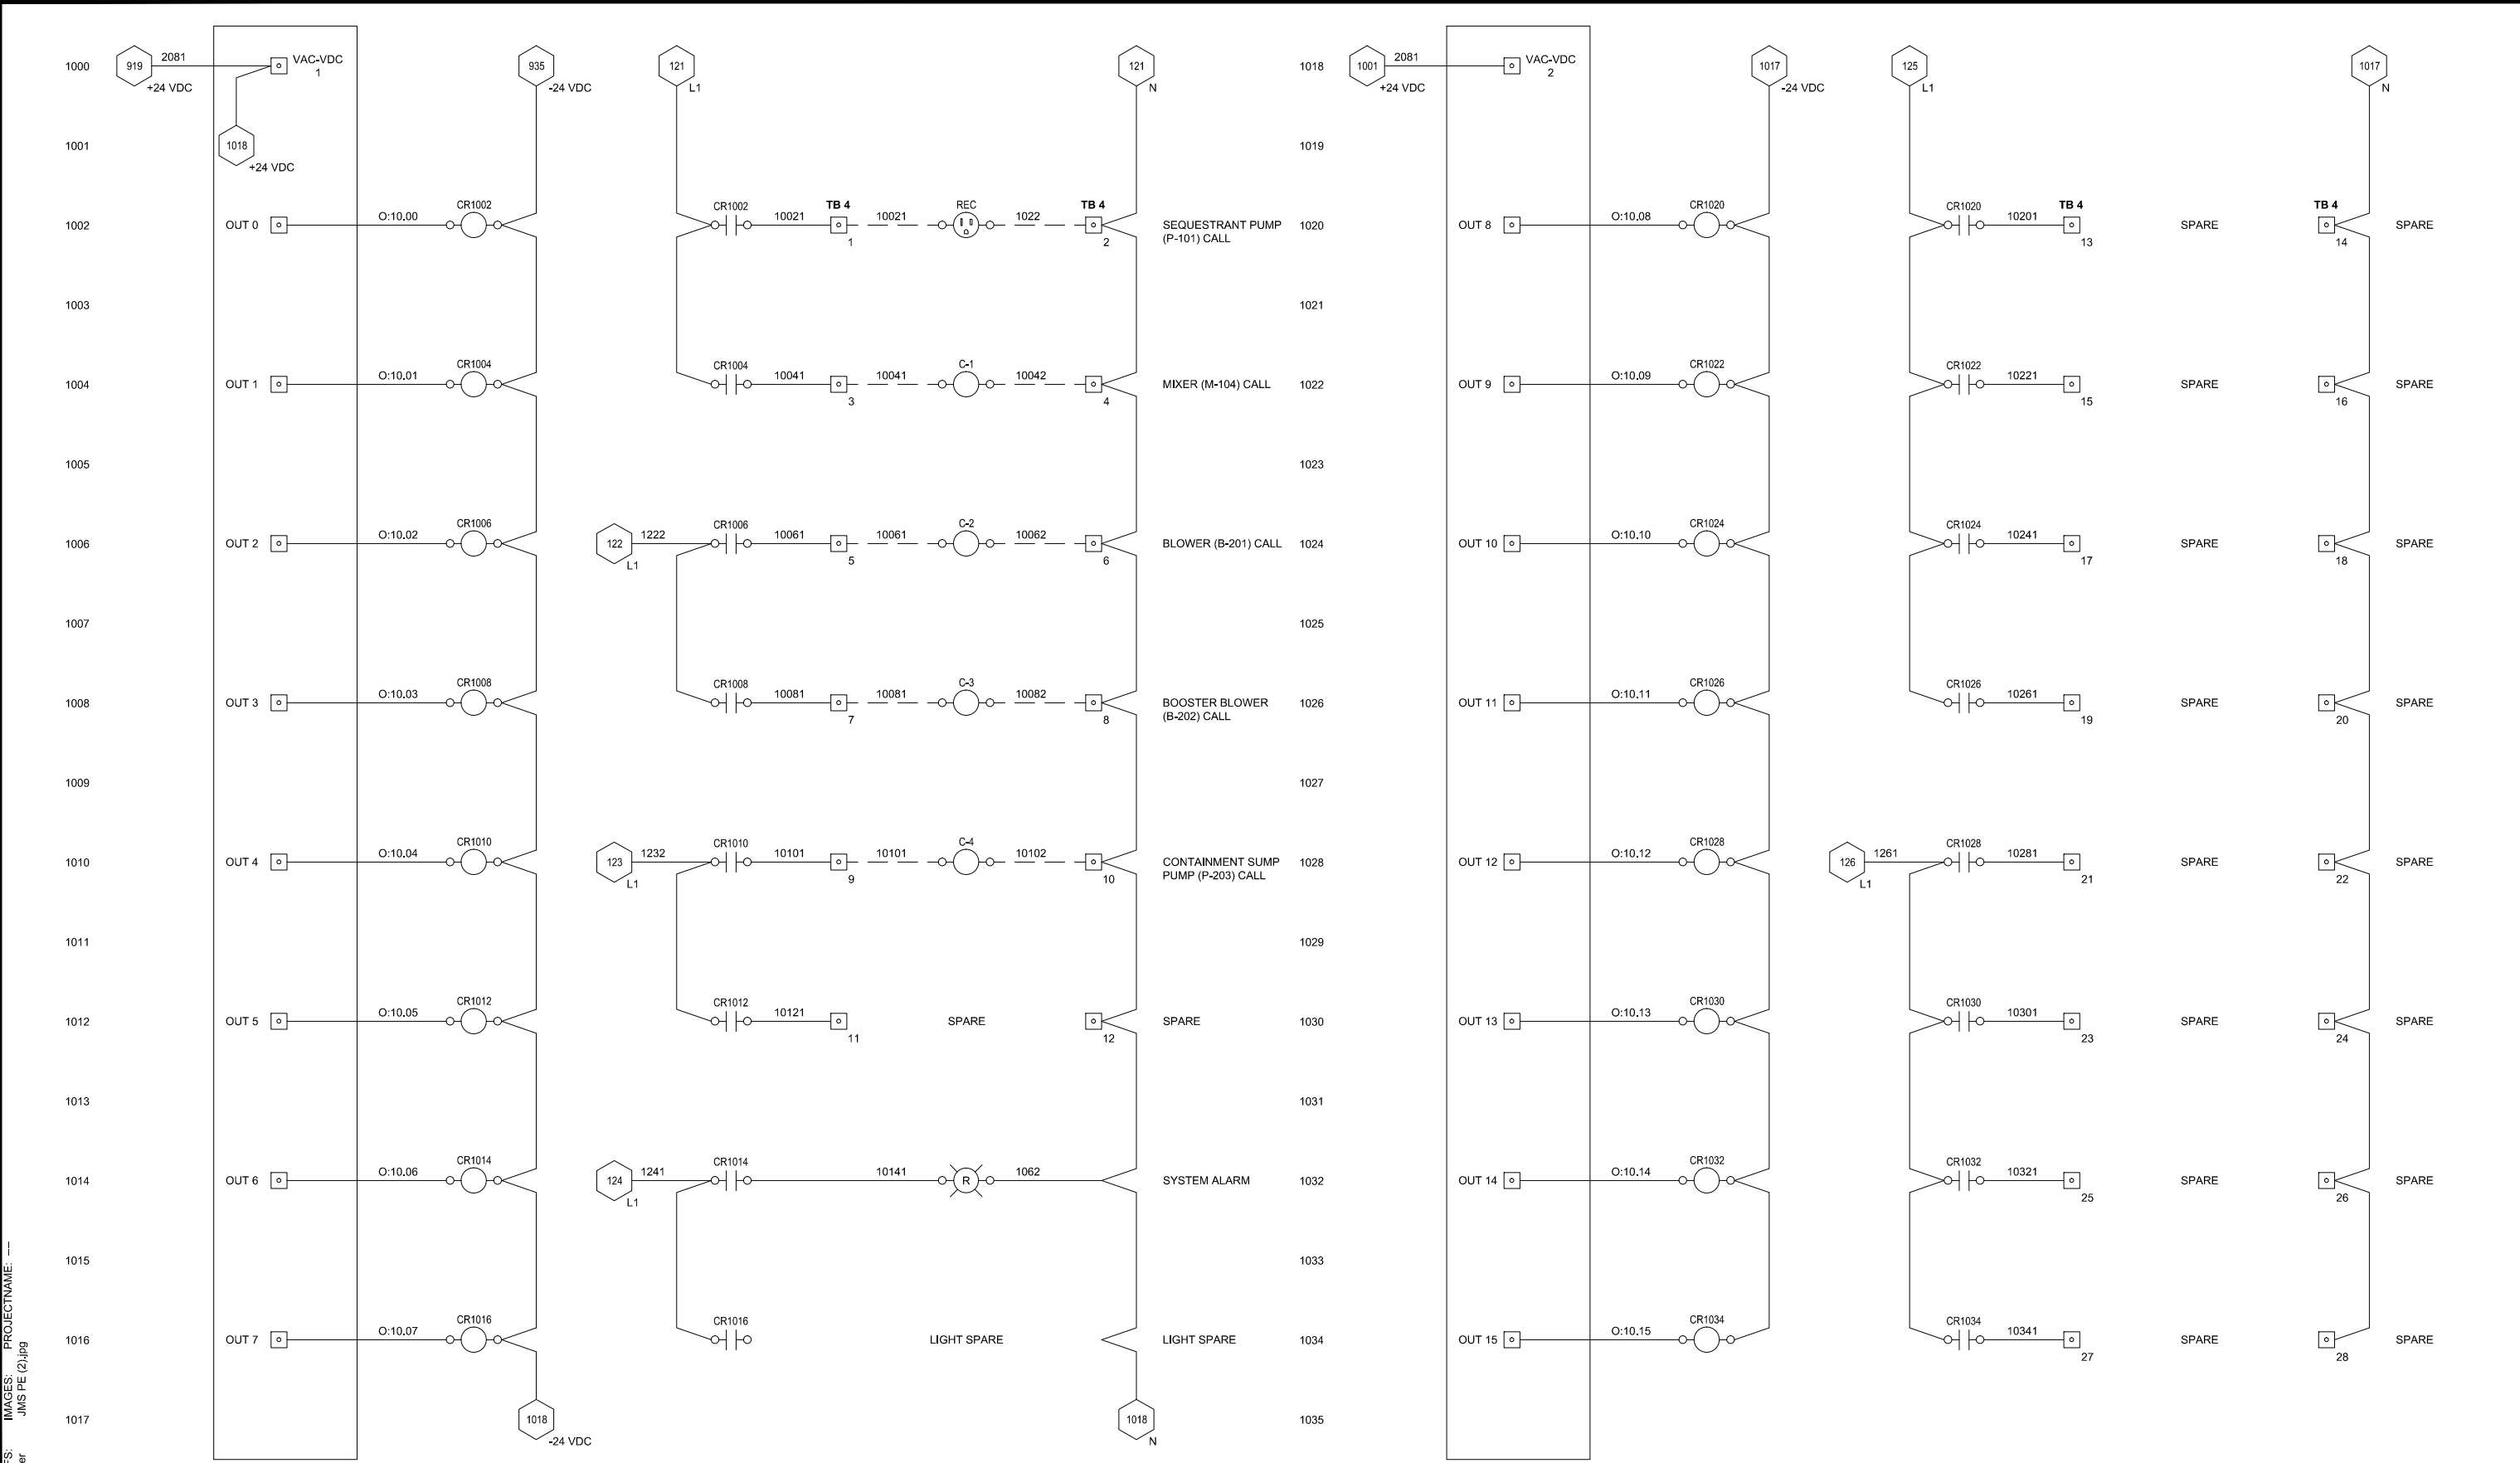 1000 919 2081 +24 VDC VAC-VDC 1 935 -24 VDC 121 L1 121 N
1001 1018 +24 VDC
1002 OUT 0 O:10.00 CR1002 CR1002 10021 TB 4 1 10021 REC 1022 TB 4 2 SEQUESTRANT PUMP (P-101) CALL
1003
1004 OUT 1 O:10.01 CR1004 CR1004 10041 3 10041 C-1 10042 4 MIXER (M-104) CALL
1005
1006 OUT 2 O:10.02 CR1006 122 L1 1222 CR1006 10061 5 10061 C-2 10062 6 BLOWER (B-201) CALL
1007
1008 OUT 3 O:10.03 CR1008 CR1008 10081 7 10081 C-3 10082 8 BOOSTER BLOWER (B-202) CALL
1009
1010 OUT 4 O:10.04 CR1010 123 L1 1232 CR1010 10101 9 10101 C-4 10102 10 CONTAINMENT SUMP PUMP (P-203) CALL
1011
1012 OUT 5 O:10.05 CR1012 CR1012 10121 11 SPARE 12 SPARE
1013
1014 OUT 6 O:10.06 CR1014 124 L1 1241 CR1014 10141 R 1062 SYSTEM ALARM
1015
1016 OUT 7 O:10.07 CR1016 CR1016 LIGHT SPARE LIGHT SPARE
1017 1018 -24 VDC 1018 N
1018 1001 2081 +24 VDC VAC-VDC 2 1017 -24 VDC 125 L1 1017 N
1019
1020 OUT 8 O:10.08 CR1020 CR1020 10201 TB 4 13 SPARE TB 4 14 SPARE
1021
1022 OUT 9 O:10.09 CR1022 CR1022 10221 15 SPARE 16 SPARE
1023
1024 OUT 10 O:10.10 CR1024 CR1024 10241 17 SPARE 18 SPARE
1025
1026 OUT 11 O:10.11 CR1026 CR1026 10261 19 SPARE 20 SPARE
1027
1028 OUT 12 O:10.12 CR1028 126 L1 1261 CR1028 10281 21 SPARE 22 SPARE
1029
1030 OUT 13 O:10.13 CR1030 CR1030 10301 23 SPARE 24 SPARE
1031
1032 OUT 14 O:10.14 CR1032 CR1032 10321 25 SPARE 26 SPARE
1033
1034 OUT 15 O:10.15 CR1034 CR1034 10341 27 SPARE 28 SPARE
1035
IMAGES: PROJECTNAME: ---
JMS PE (2).jpg